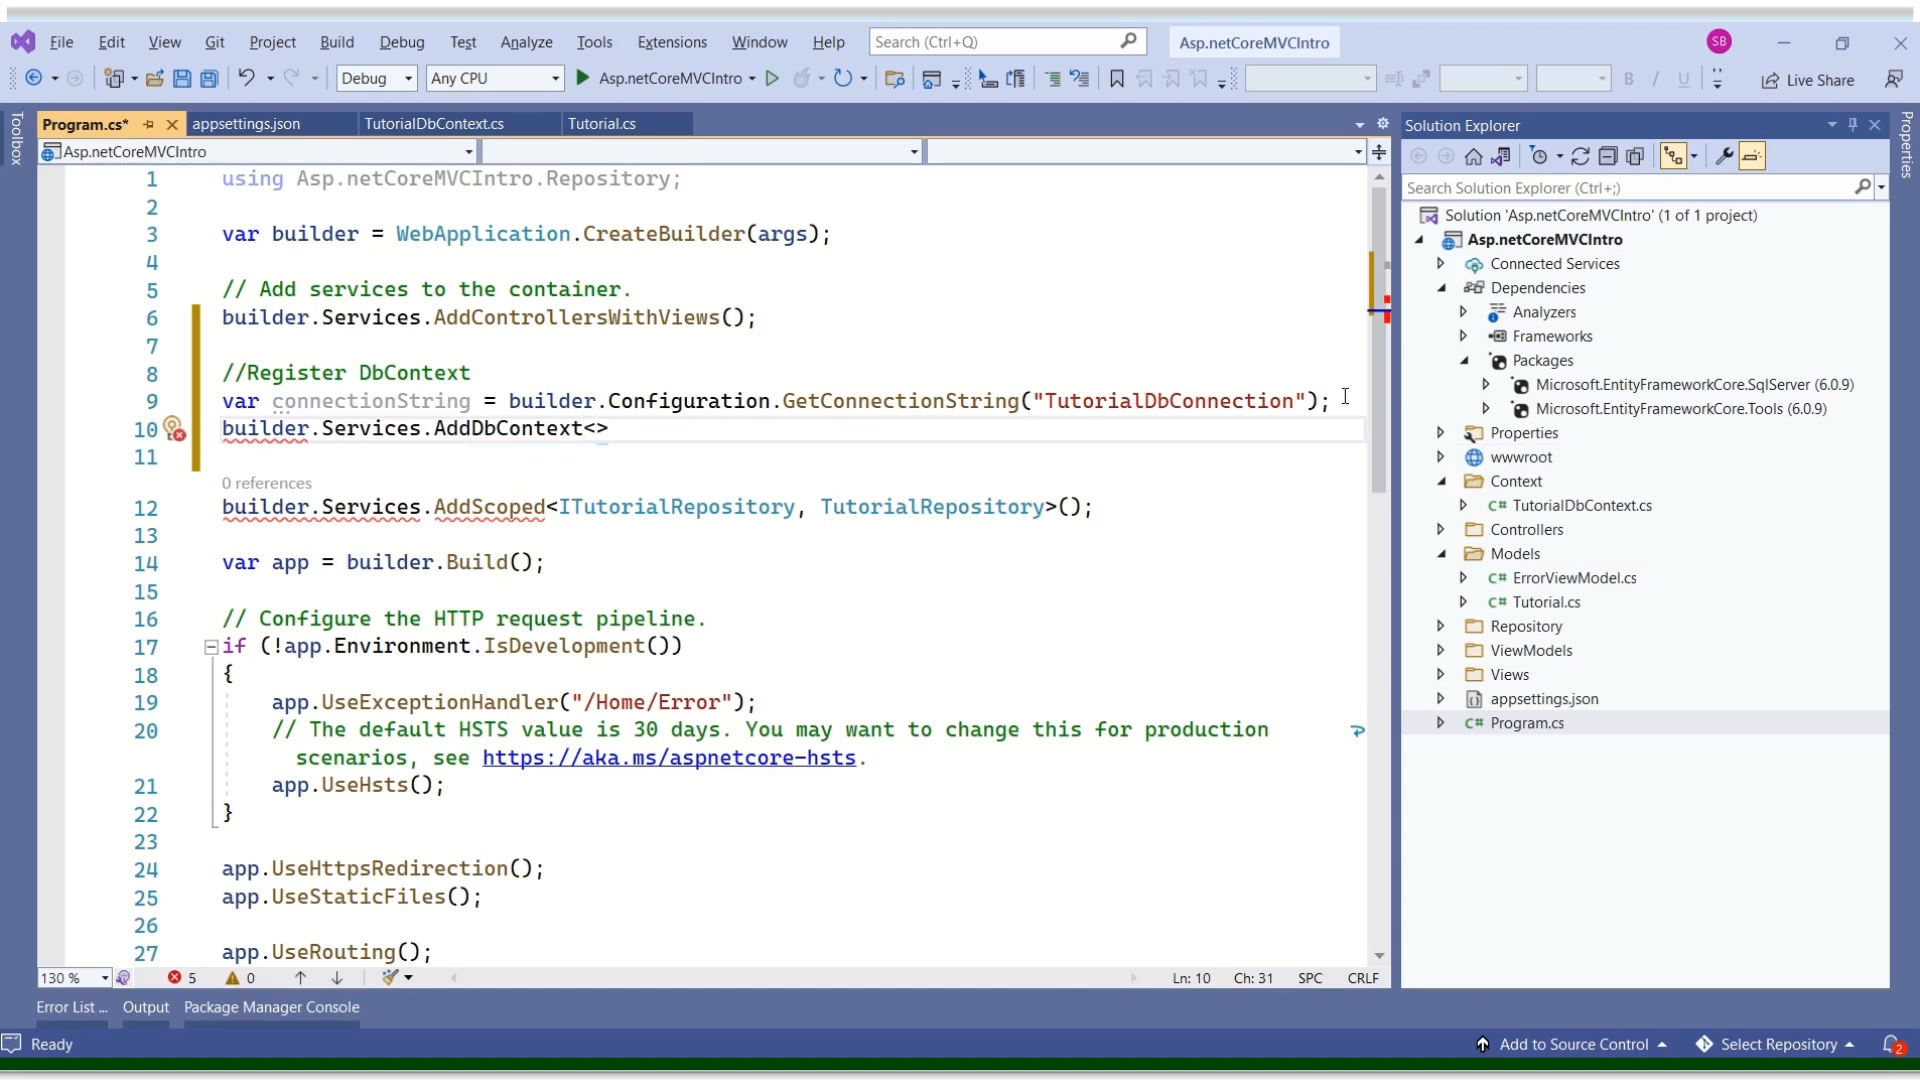 File Edit View Git Project Build Debug Test Analyze Tools Extensions Window Help Search (Ctrl+Q) Asp.netCoreMVCIntro SB
Debug Any CPU Asp.netCoreMVCIntro Live Share
Toolbox
Program.cs* appsettings.json TutorialDbContext.cs Tutorial.cs
Asp.netCoreMVCIntro
1 using Asp.netCoreMVCIntro.Repository;
2
3 var builder = WebApplication.CreateBuilder(args);
4
5 // Add services to the container.
6 builder.Services.AddControllersWithViews();
7
8 //Register DbContext
9 var connectionString = builder.Configuration.GetConnectionString("TutorialDbConnection");
10 builder.Services.AddDbContext<>
11
0 references
12 builder.Services.AddScoped<ITutorialRepository, TutorialRepository>();
13
14 var app = builder.Build();
15
16 // Configure the HTTP request pipeline.
17 if (!app.Environment.IsDevelopment())
18 {
19 app.UseExceptionHandler("/Home/Error");
20 // The default HSTS value is 30 days. You may want to change this for production
scenarios, see https://aka.ms/aspnetcore-hsts.
21 app.UseHsts();
22 }
23
24 app.UseHttpsRedirection();
25 app.UseStaticFiles();
26
27 app.UseRouting();
130 % 5 0 Ln: 10 Ch: 31 SPC CRLF
Solution Explorer
Search Solution Explorer (Ctrl+;)
Solution 'Asp.netCoreMVCIntro' (1 of 1 project)
Asp.netCoreMVCIntro
Connected Services
Dependencies
Analyzers
Frameworks
Packages
Microsoft.EntityFrameworkCore.SqlServer (6.0.9)
Microsoft.EntityFrameworkCore.Tools (6.0.9)
Properties
wwwroot
Context
C# TutorialDbContext.cs
Controllers
Models
C# ErrorViewModel.cs
C# Tutorial.cs
Repository
ViewModels
Views
appsettings.json
C# Program.cs
Properties
Error List ... Output Package Manager Console
Ready Add to Source Control Select Repository 2